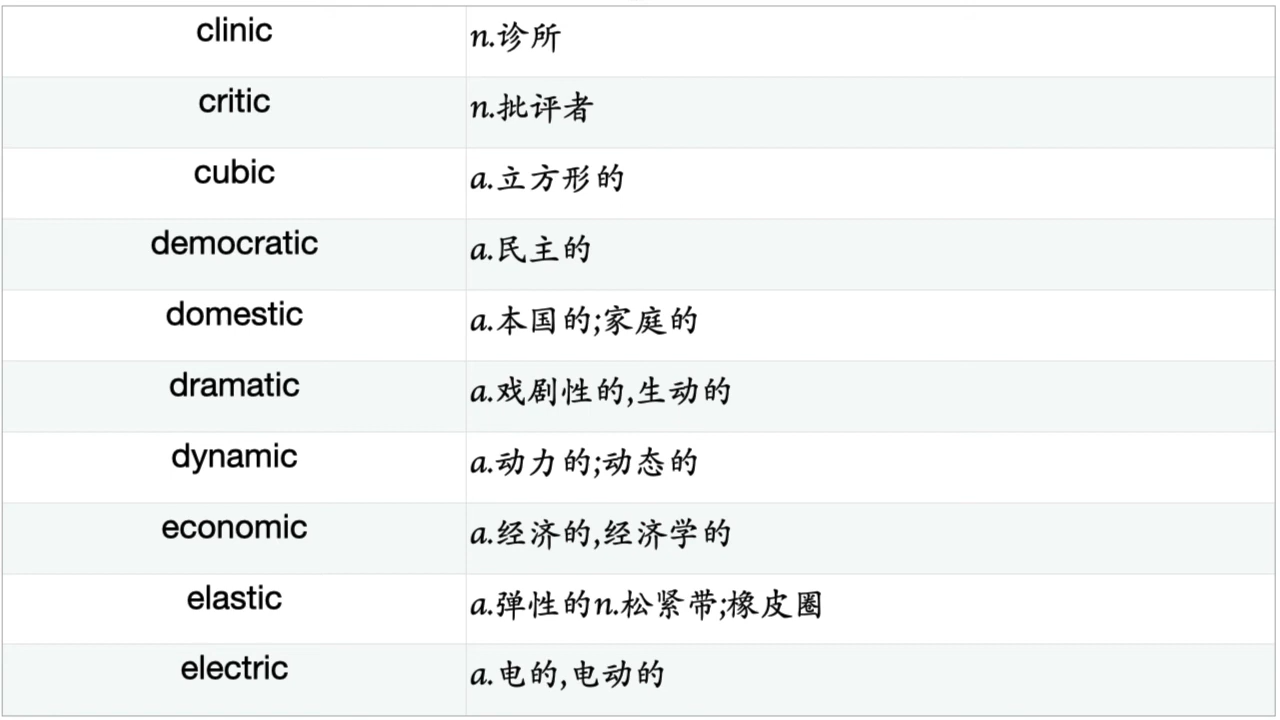 clinic n.诊所
critic n.批评者
cubic a.立方形的
democratic a.民主的
domestic a.本国的;家庭的
dramatic a.戏剧性的,生动的
dynamic a.动力的;动态的
economic a.经济的,经济学的
elastic a.弹性的n.松紧带;橡皮圈
electric a.电的,电动的